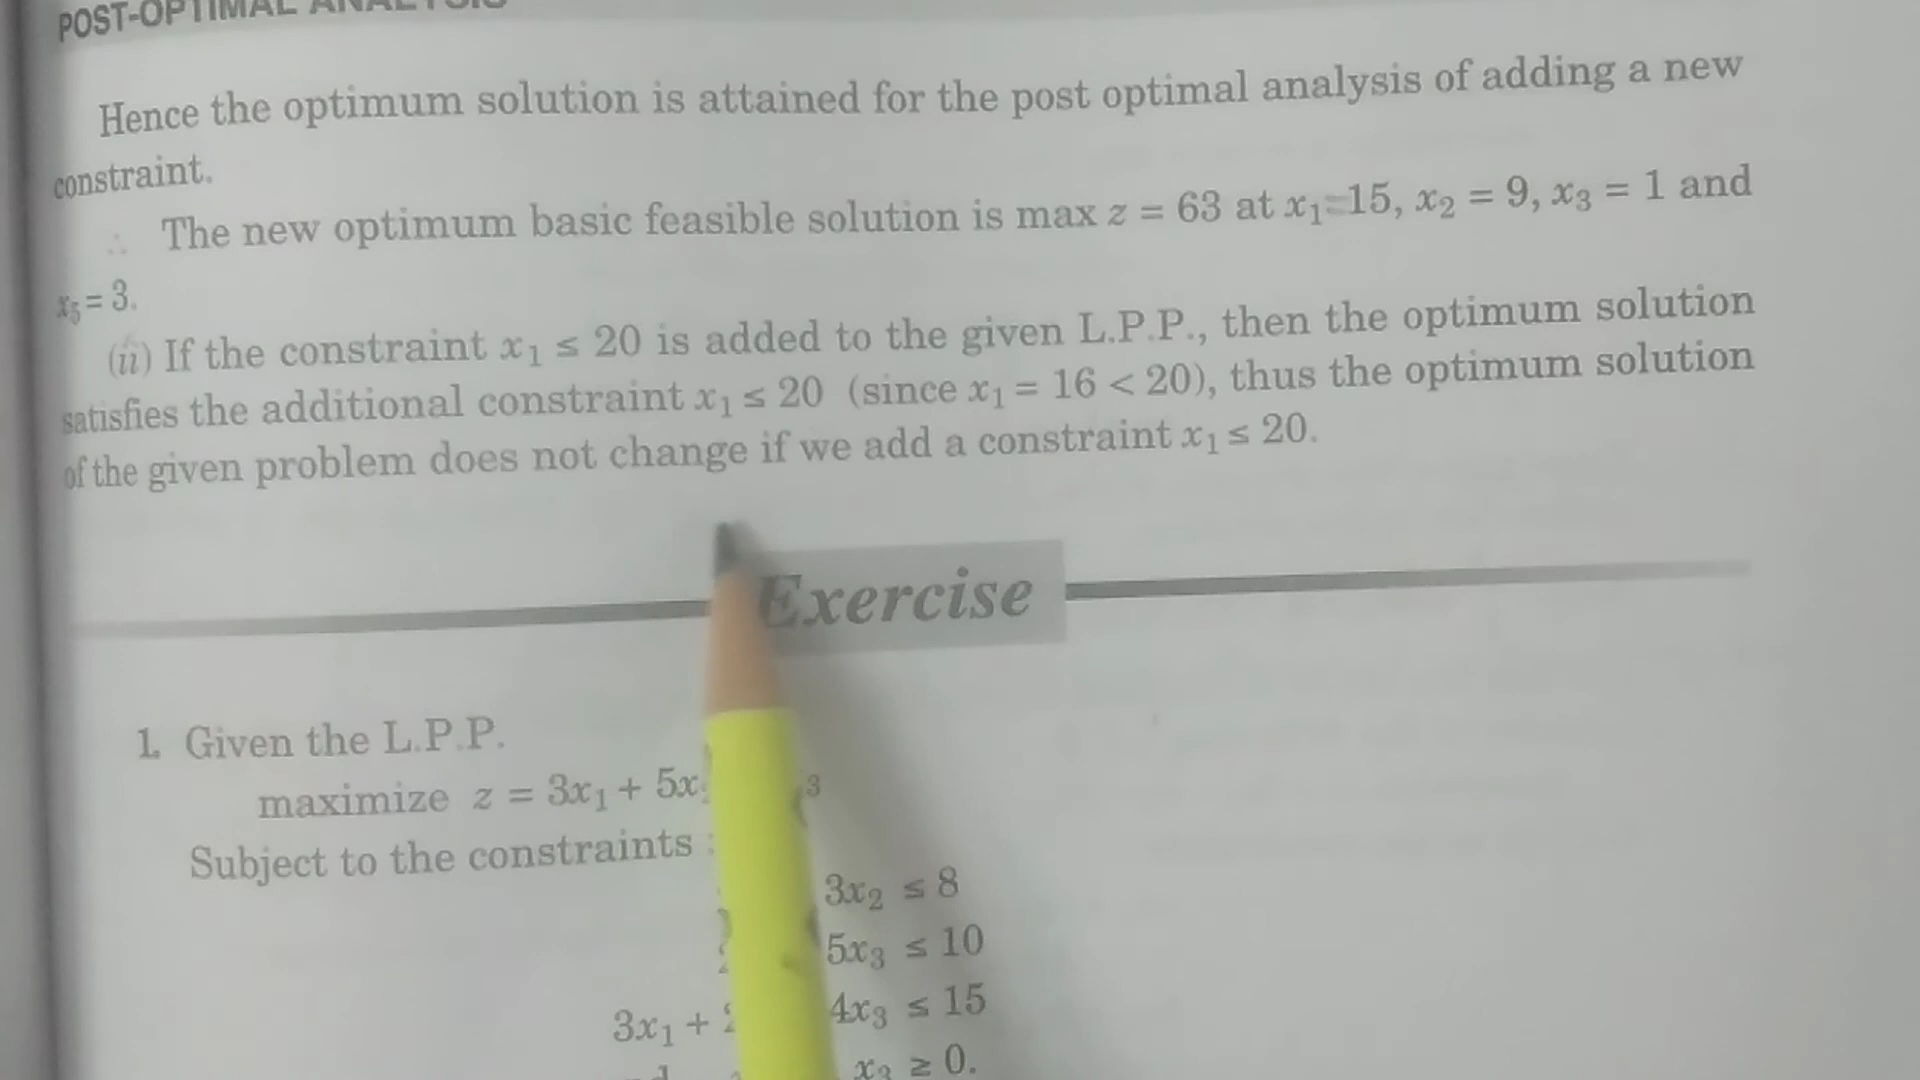 POST-OPTIMAL ANALYSIS
Hence the optimum solution is attained for the post optimal analysis of adding a new
constraint.
∴ The new optimum basic feasible solution is max z = 63 at x₁=15, x₂ = 9, x₃ = 1 and
x₅ = 3.
(ii) If the constraint x₁ ≤ 20 is added to the given L.P.P., then the optimum solution
satisfies the additional constraint x₁ ≤ 20 (since x₁ = 16 < 20), thus the optimum solution
of the given problem does not change if we add a constraint x₁ ≤ 20.
Exercise
1. Given the L.P.P.
maximize z = 3x₁ + 5x
Subject to the constraints :
3x₂ ≤ 8
5x₃ ≤ 10
3x₁ + 4x₃ ≤ 15
x₃ ≥ 0.